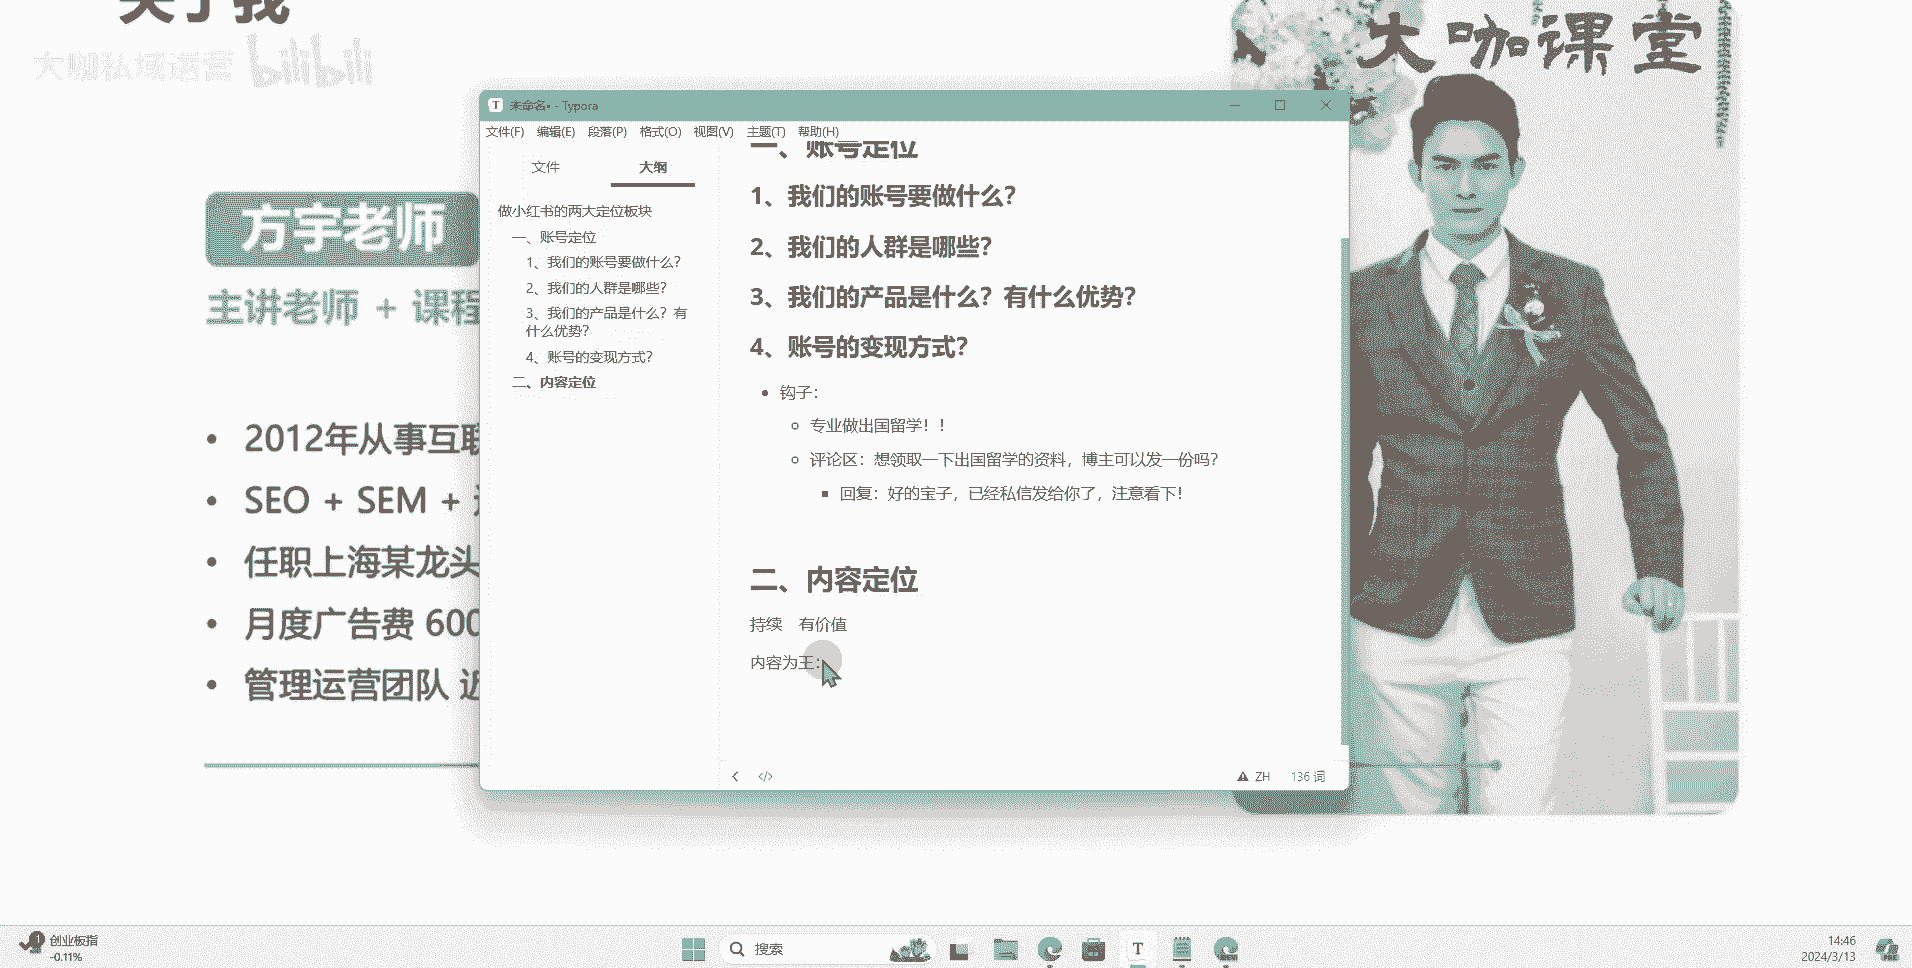 关于我
大咖私域运营 bilibili
大咖课堂
方宇老师
主讲老师 + 课程
2012年从事互联
SEO + SEM +
任职上海某龙头
月度广告费 600
管理运营团队 近
未命名• - Typora
文件(F) 编辑(E) 段落(P) 格式(O) 视图(V) 主题(T) 帮助(H)
文件 大纲
做小红书的两大定位板块
一、账号定位
1、我们的账号要做什么？
2、我们的人群是哪些？
3、我们的产品是什么？有
什么优势？
4、账号的变现方式？
二、内容定位
一、账号定位
1、我们的账号要做什么？
2、我们的人群是哪些？
3、我们的产品是什么？有什么优势？
4、账号的变现方式？
钩子：
专业做出国留学！！
评论区：想领取一下出国留学的资料，博主可以发一份吗？
回复：好的宝子，已经私信发给你了，注意看下！
二、内容定位
持续 有价值
内容为王：
ZH 136 词
1
创业板指
-0.11%
搜索
14:46
2024/3/13